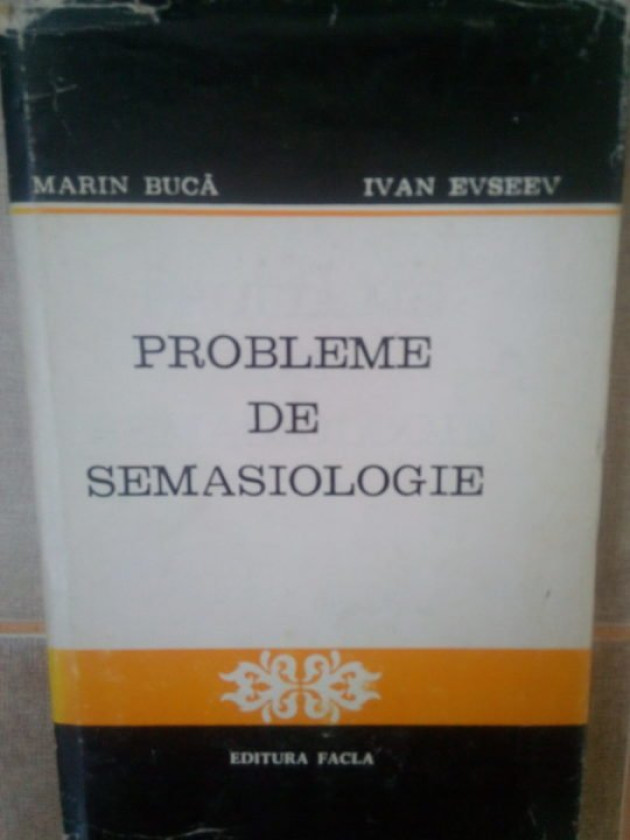 MARIN BUCĂ IVAN EVSEEV
PROBLEME
DE
SEMASIOLOGIE
EDITURA FACLA